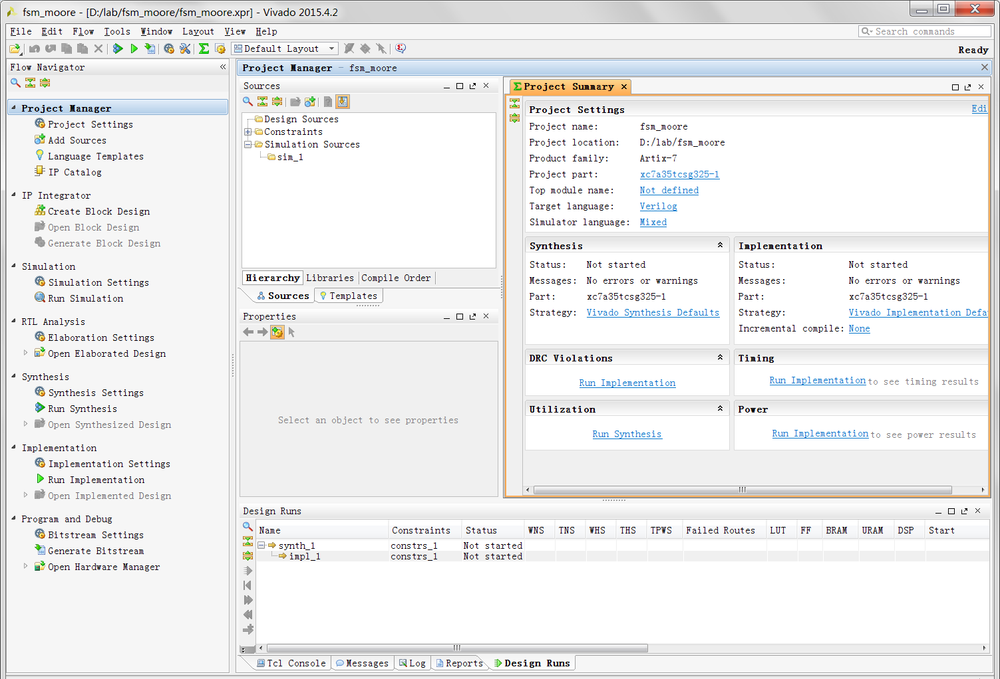 fsm_moore - [D:/lab/fsm_moore/fsm_moore.xpr] - Vivado 2015.4.2
File Edit Flow Tools Window Layout View Help
Search commands
Default Layout
Ready
Flow Navigator
Project Manager
Project Settings
Add Sources
Language Templates
IP Catalog
IP Integrator
Create Block Design
Open Block Design
Generate Block Design
Simulation
Simulation Settings
Run Simulation
RTL Analysis
Elaboration Settings
Open Elaborated Design
Synthesis
Synthesis Settings
Run Synthesis
Open Synthesized Design
Implementation
Implementation Settings
Run Implementation
Open Implemented Design
Program and Debug
Bitstream Settings
Generate Bitstream
Open Hardware Manager
Project Manager - fsm_moore
Sources
Design Sources
Constraints
Simulation Sources
sim_1
Hierarchy Libraries Compile Order
Sources Templates
Properties
Select an object to see properties
Project Summary
Project Settings Edi
Project name: fsm_moore
Project location: D:/lab/fsm_moore
Product family: Artix-7
Project part: xc7a35tcsg325-1
Top module name: Not defined
Target language: Verilog
Simulator language: Mixed
Synthesis
Status: Not started
Messages: No errors or warnings
Part: xc7a35tcsg325-1
Strategy: Vivado Synthesis Defaults
Implementation
Status: Not started
Messages: No errors or warnings
Part: xc7a35tcsg325-1
Strategy: Vivado Implementation Defa
Incremental compile: None
DRC Violations
Run Implementation
Timing
Run Implementation to see timing results
Utilization
Run Synthesis
Power
Run Implementation to see power results
Design Runs
Name Constraints Status WNS TNS WHS THS TPWS Failed Routes LUT FF BRAM URAM DSP Start
synth_1 constrs_1 Not started
impl_1 constrs_1 Not started
Tcl Console Messages Log Reports Design Runs